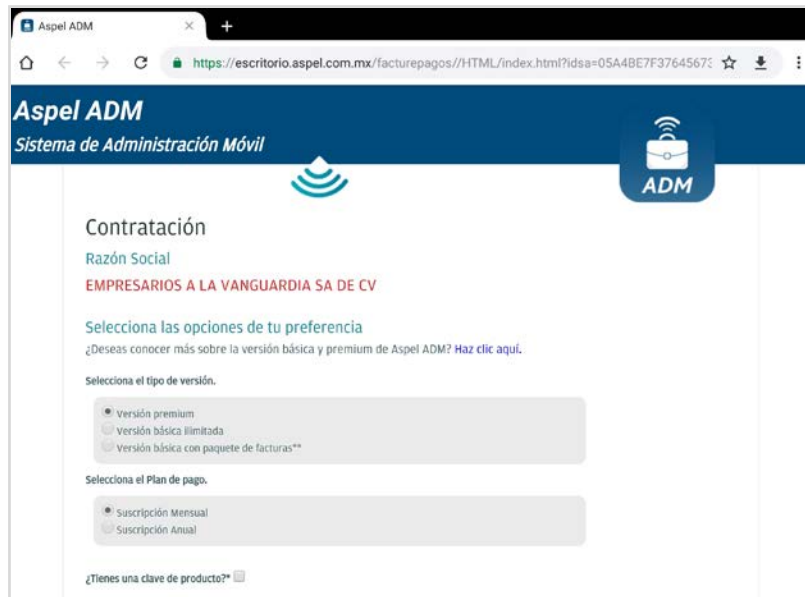 Aspel ADM
https://escritorio.aspel.com.mx/facturepagos//HTML/index.html?idsa=05A4BE7F37645673
Aspel ADM
Sistema de Administración Móvil
ADM
Contratación
Razón Social
EMPRESARIOS A LA VANGUARDIA SA DE CV
Selecciona las opciones de tu preferencia
¿Deseas conocer más sobre la versión básica y premium de Aspel ADM? Haz clic aquí.
Selecciona el tipo de versión.
Versión premium
Versión básica ilimitada
Versión básica con paquete de facturas**
Selecciona el Plan de pago.
Suscripción Mensual
Suscripción Anual
¿Tienes una clave de producto?*